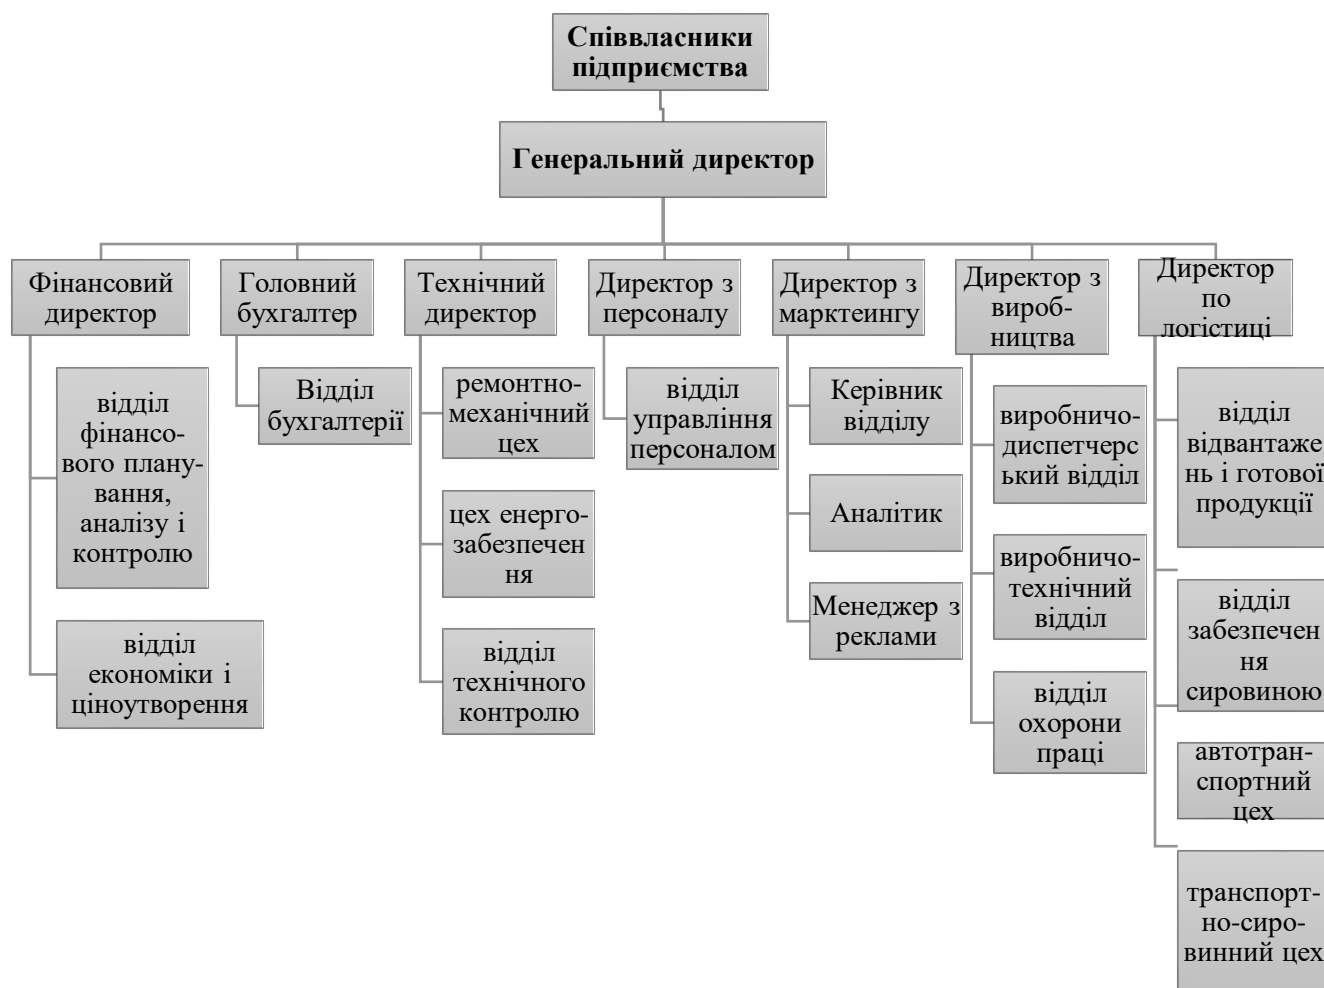 Співвласники
підприємства
Генеральний директор
Фінансовий
директор
відділ
фінансо-
вого плану-
вання,
аналізу і
контролю
відділ
економіки і
ціноутворення
Головний
бухгалтер
Відділ
бухгалтерії
Технічний
директор
ремонтно-
механічний
цех
цех енерго-
забезпечен
ня
відділ
технічного
контролю
Директор з
персоналу
відділ
управління
персоналом
Директор з
марктеингу
Керівник
відділу
Аналітик
Менеджер з
реклами
Директор з
вироб-
ництва
виробничо-
диспетчерс
ький відділ
виробничо-
технічний
відділ
відділ
охорони
праці
Директор
по
логістиці
відділ
відвантаже
нь і готової
продукції
відділ
забезпечен
ня
сировиною
автотран-
спортний
цех
транспорт-
но-сиро-
винний цех